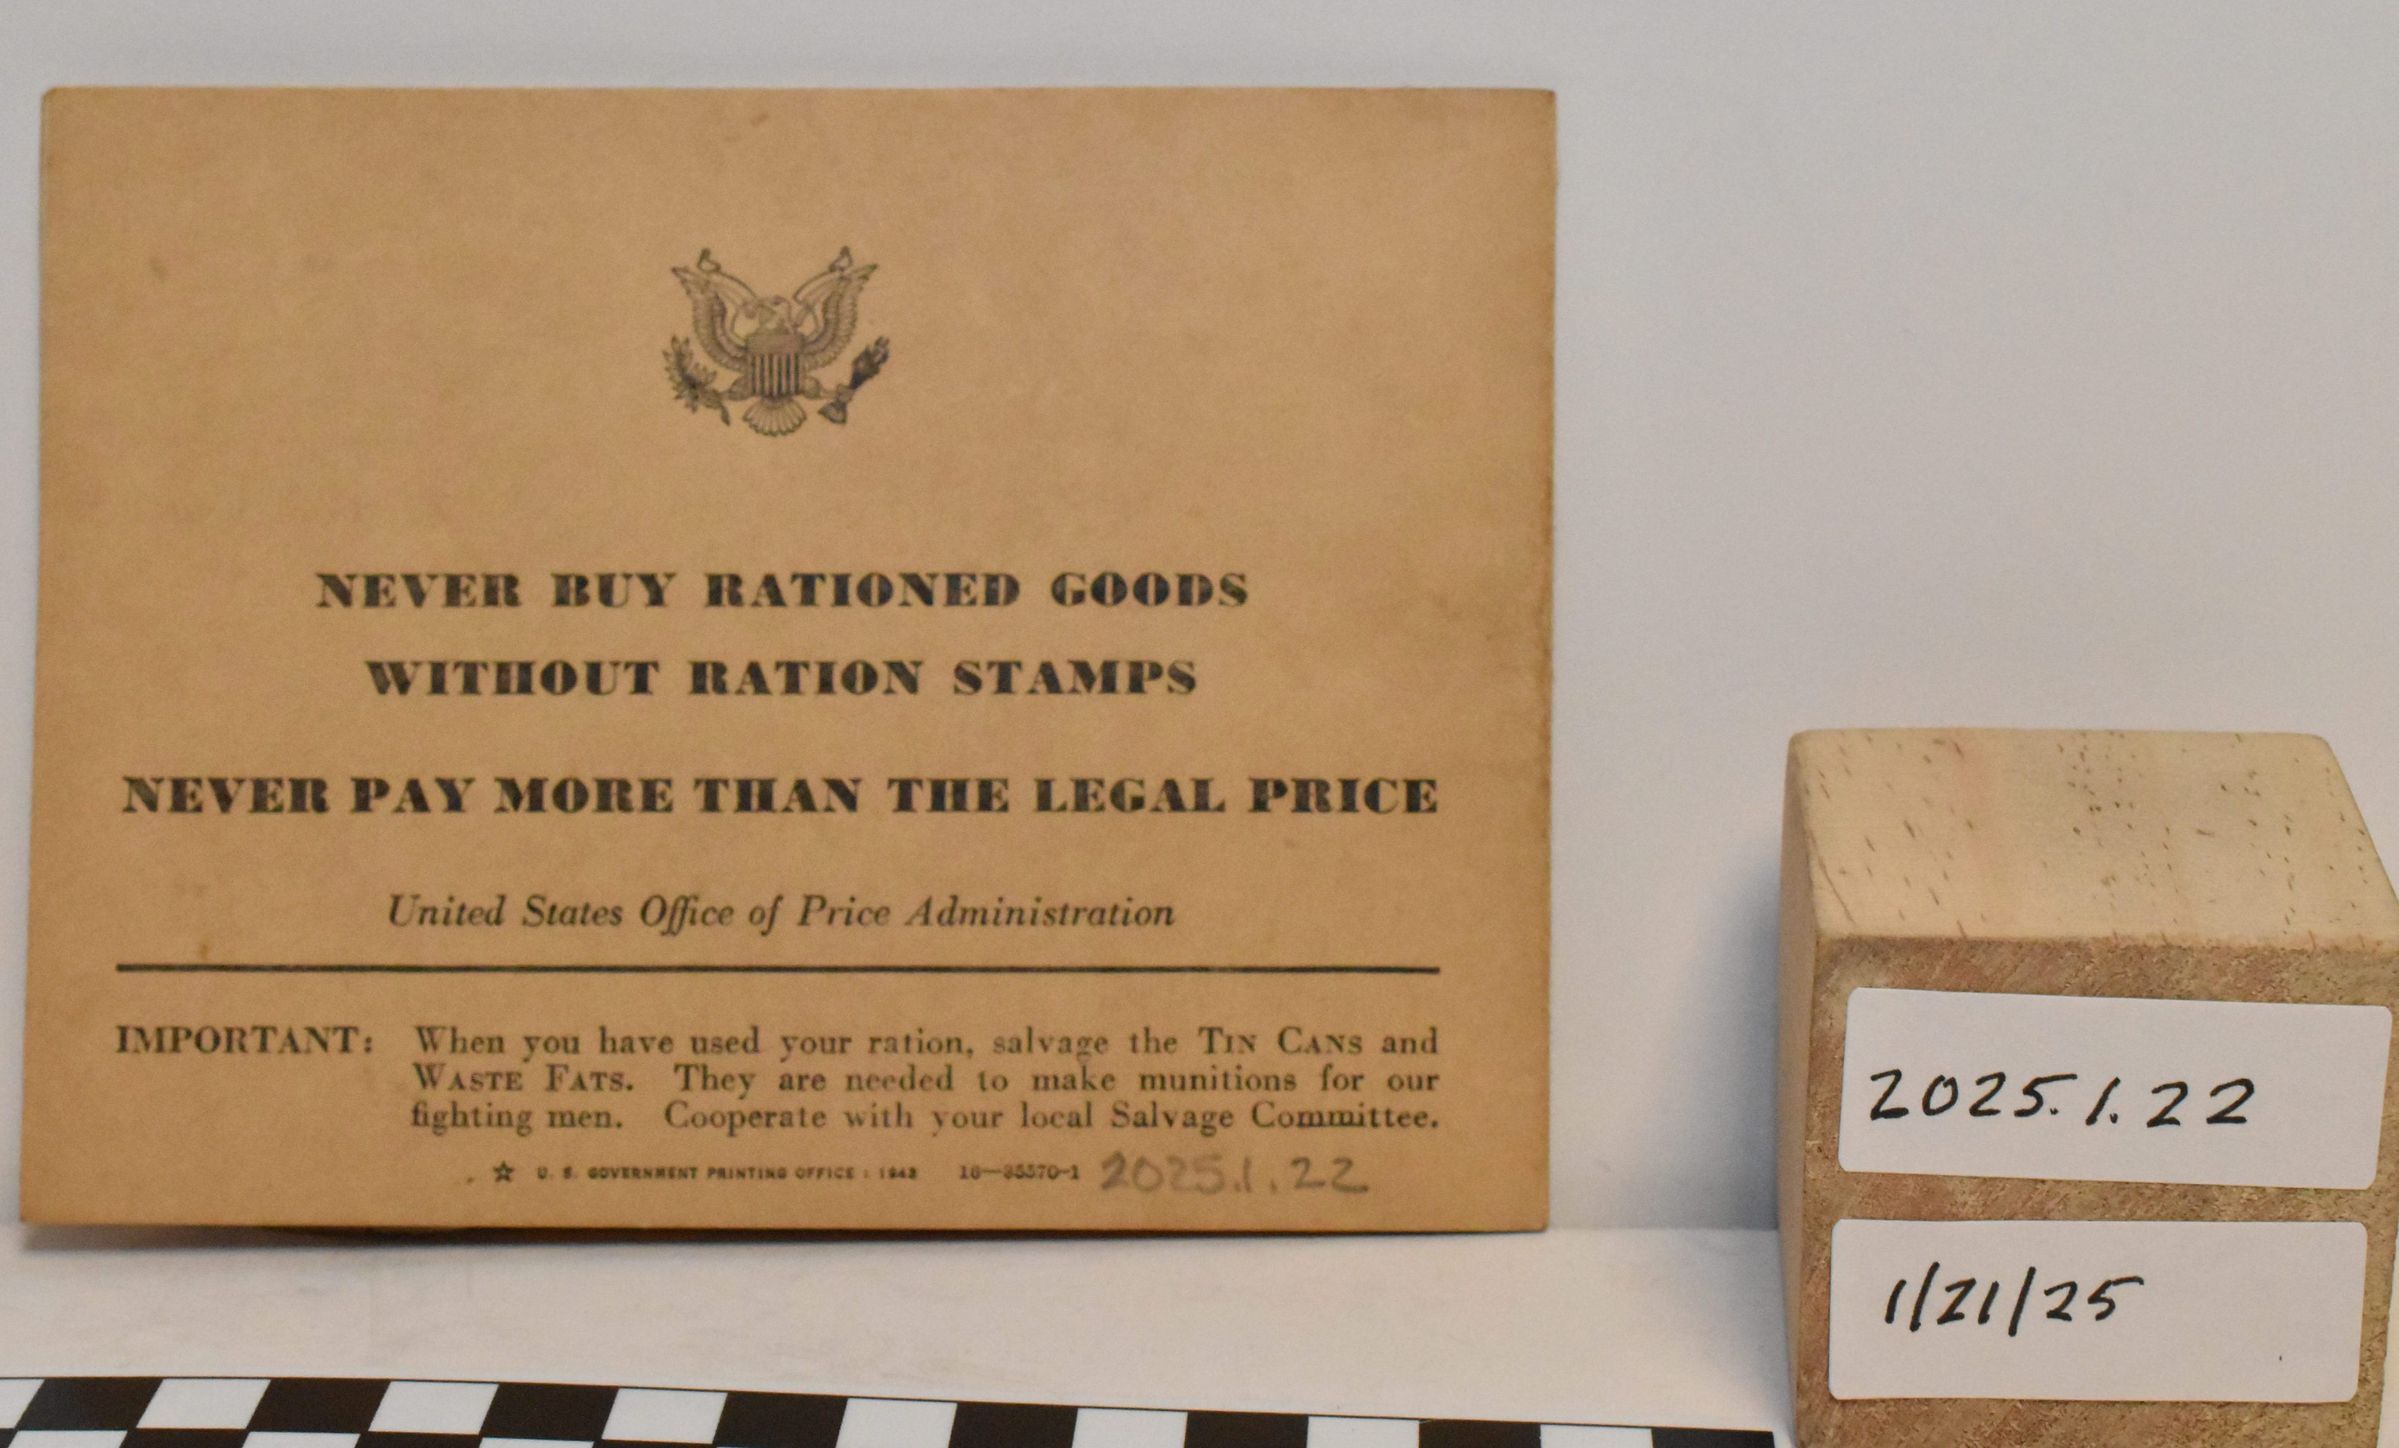 NEVER BUY RATIONED GOODS
WITHOUT RATION STAMPS
NEVER PAY MORE THAN THE LEGAL PRICE
United States Office of Price Administration
IMPORTANT: When you have used your ration, salvage the TIN CANS and
WASTE FATS. They are needed to make munitions for our
fighting men. Cooperate with your local Salvage Committee.
☆ U. S. GOVERNMENT PRINTING OFFICE : 1943 16—35570-1 2025.1.22
2025.1.22
1/21/25